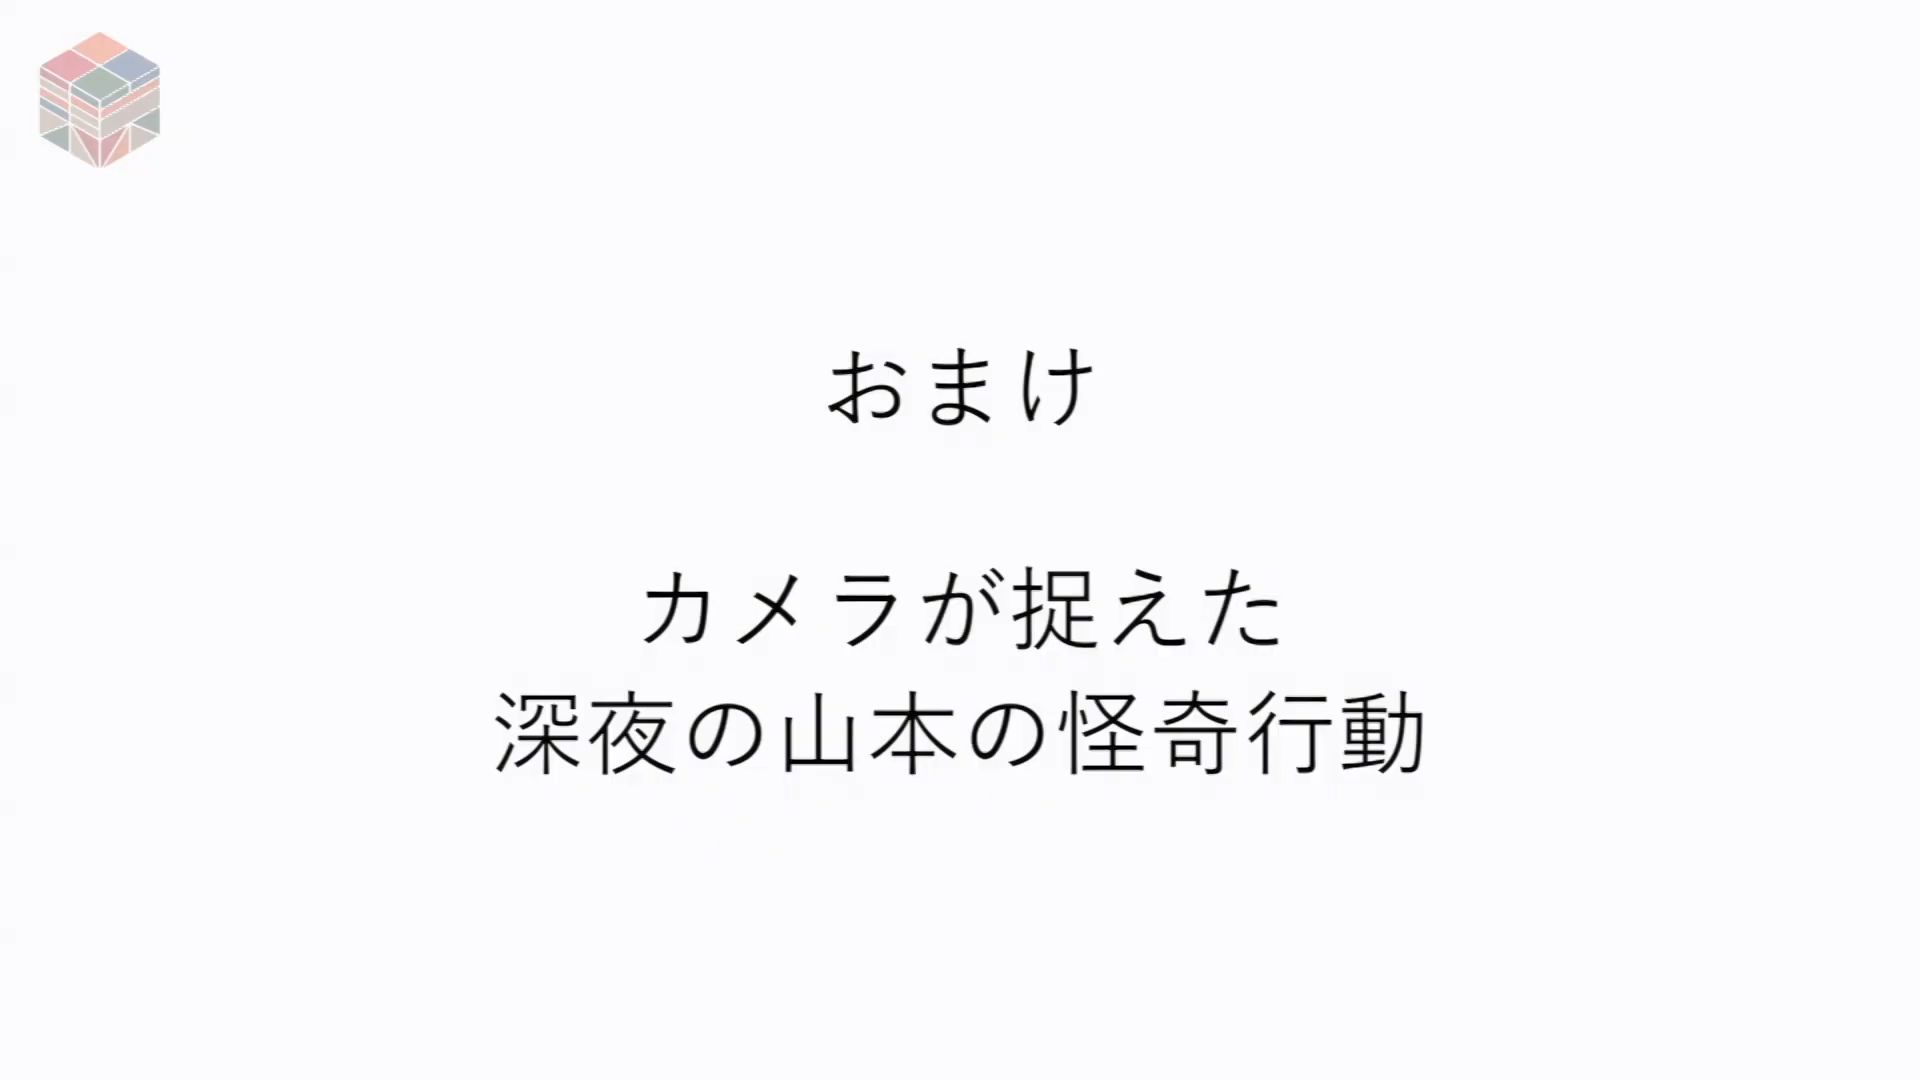 おまけ
カメラが捉えた
深夜の山本の怪奇行動